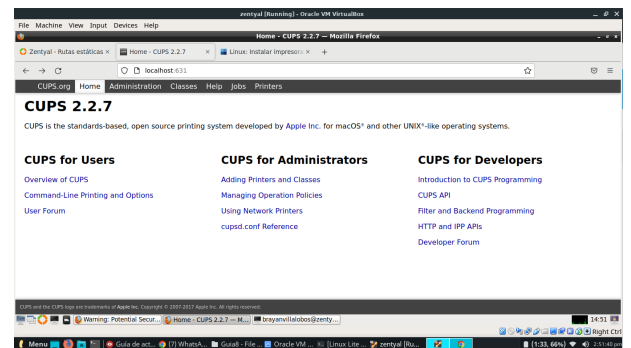 zentyal [Running] - Oracle VM VirtualBox
File Machine View Input Devices Help
Home - CUPS 2.2.7 — Mozilla Firefox
Zentyal - Rutas estáticas
Home - CUPS 2.2.7
Linux: Instalar impresora
localhost:631
CUPS.org Home Administration Classes Help Jobs Printers
CUPS 2.2.7
CUPS is the standards-based, open source printing system developed by Apple Inc. for macOS® and other UNIX®-like operating systems.
CUPS for Users
Overview of CUPS
Command-Line Printing and Options
User Forum
CUPS for Administrators
Adding Printers and Classes
Managing Operation Policies
Using Network Printers
cupsd.conf Reference
CUPS for Developers
Introduction to CUPS Programming
CUPS API
Filter and Backend Programming
HTTP and IPP APIs
Developer Forum
CUPS and the CUPS logo are trademarks of Apple Inc. Copyright © 2007-2017 Apple Inc. All rights reserved.
Warning: Potential Secur... Home - CUPS 2.2.7 — M... brayanvillalobos@zenty... 14:51
Right Ctrl
Menu Guía de act... (7) WhatsA... Guia8 - File ... Oracle VM ... [Linux Lite ... zentyal [Ru... (1:33, 66%) 2:51:40 pm